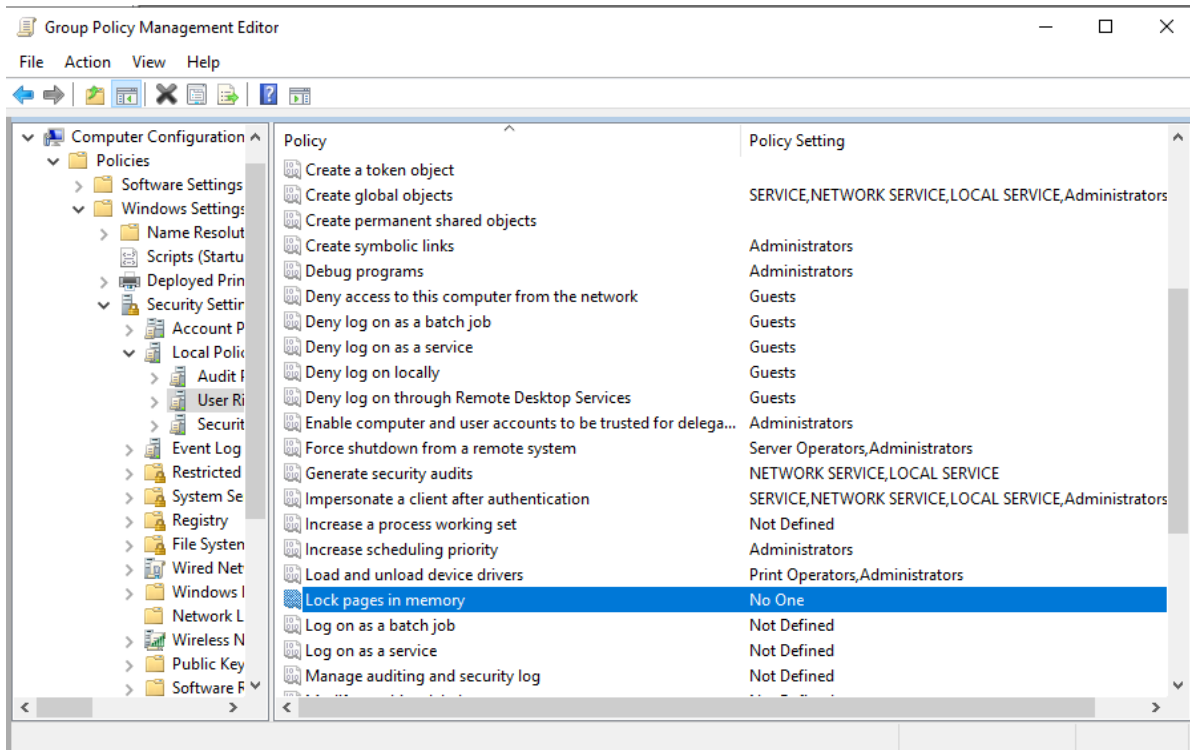 Group Policy Management Editor
File Action View Help
Computer Configuration
Policies
Software Settings
Windows Settings
Name Resolut
Scripts (Startu
Deployed Prin
Security Settin
Account P
Local Polic
Audit P
User Ri
Securit
Event Log
Restricted
System Se
Registry
File System
Wired Net
Windows
Network L
Wireless N
Public Key
Software R
Policy Policy Setting
Create a token object
Create global objects SERVICE,NETWORK SERVICE,LOCAL SERVICE,Administrators
Create permanent shared objects
Create symbolic links Administrators
Debug programs Administrators
Deny access to this computer from the network Guests
Deny log on as a batch job Guests
Deny log on as a service Guests
Deny log on locally Guests
Deny log on through Remote Desktop Services Guests
Enable computer and user accounts to be trusted for delega... Administrators
Force shutdown from a remote system Server Operators,Administrators
Generate security audits NETWORK SERVICE,LOCAL SERVICE
Impersonate a client after authentication SERVICE,NETWORK SERVICE,LOCAL SERVICE,Administrators
Increase a process working set Not Defined
Increase scheduling priority Administrators
Load and unload device drivers Print Operators,Administrators
Lock pages in memory No One
Log on as a batch job Not Defined
Log on as a service Not Defined
Manage auditing and security log Not Defined